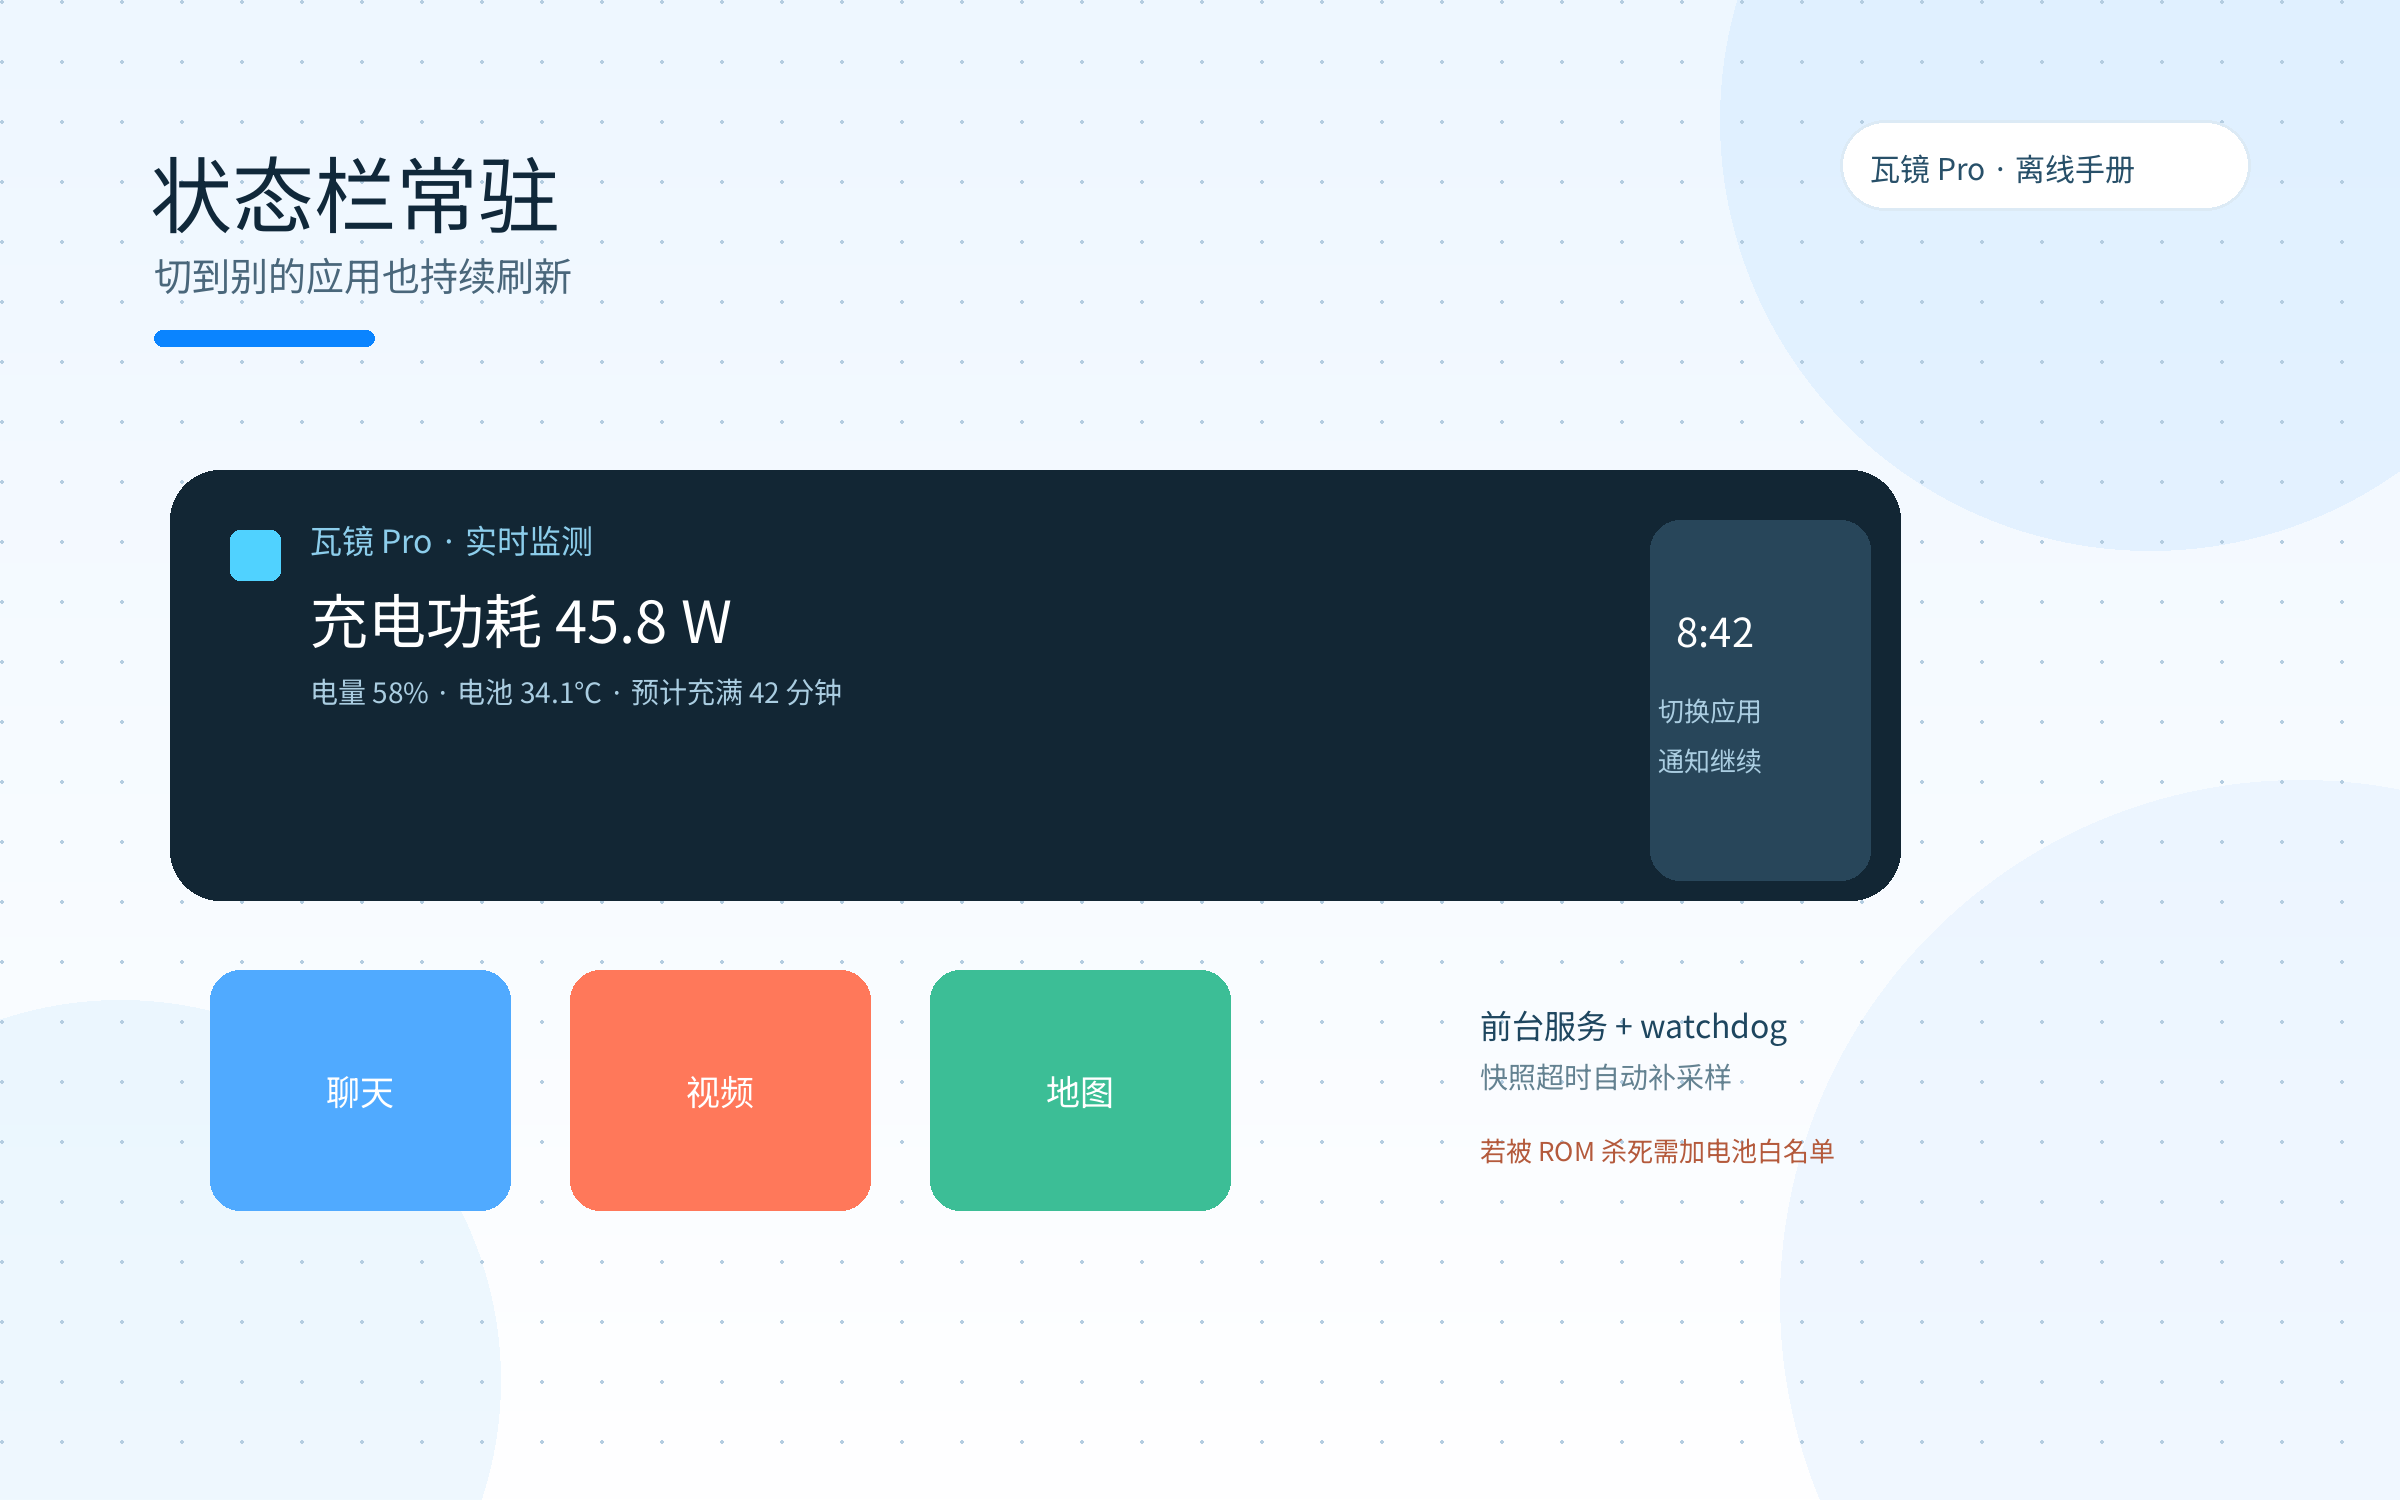 状态栏常驻
切到别的应用也持续刷新
瓦镜 Pro · 离线手册
瓦镜 Pro · 实时监测
充电功耗 45.8 W
电量 58% · 电池 34.1°C · 预计充满 42 分钟
8:42
切换应用
通知继续
聊天
视频
地图
前台服务 + watchdog
快照超时自动补采样
若被 ROM 杀死需加电池白名单